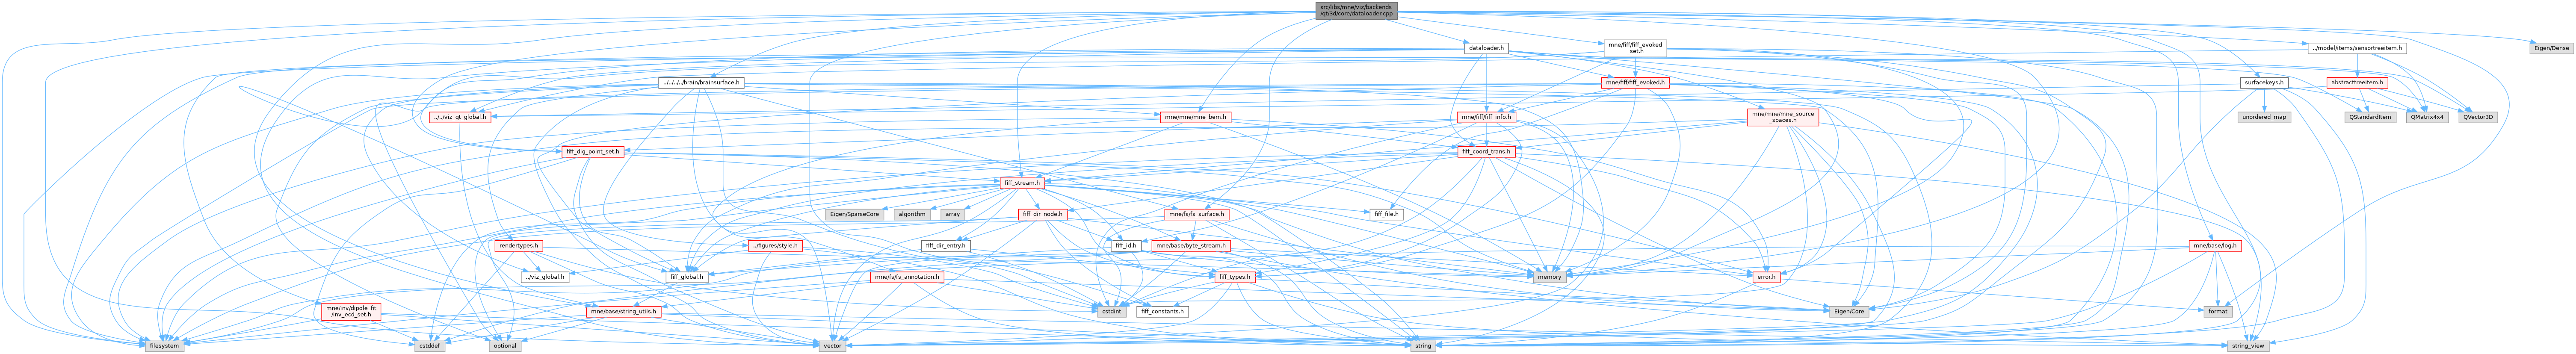 src/libs/mne/viz/backends
/qt/3d/core/dataloader.cpp
dataloader.h
mne/fiff/fiff_evoked
_set.h
../model/items/sensortreeitem.h
Eigen/Dense
../../../../brain/brainsurface.h
mne/fiff/fiff_evoked.h
surfacekeys.h
abstracttreeitem.h
../../viz_qt_global.h
mne/mne/mne_bem.h
mne/fiff/fiff_info.h
mne/mne/mne_source
_spaces.h
unordered_map
QStandardItem
QMatrix4x4
QVector3D
fiff_dig_point_set.h
fiff_coord_trans.h
fiff_stream.h
Eigen/SparseCore
algorithm
array
fiff_dir_node.h
mne/fs/fs_surface.h
fiff_file.h
rendertypes.h
../figures/style.h
fiff_dir_entry.h
fiff_id.h
mne/base/byte_stream.h
mne/base/log.h
../viz_global.h
fiff_global.h
mne/fs/fs_annotation.h
fiff_types.h
memory
error.h
mne/inv/dipole_fit
/inv_ecd_set.h
mne/base/string_utils.h
cstdint
fiff_constants.h
Eigen/Core
format
filesystem
cstddef
optional
vector
string
string_view